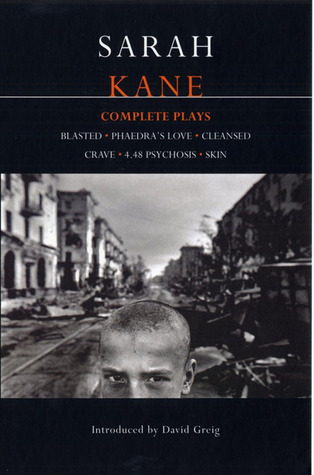 SARAH
KANE
COMPLETE PLAYS
BLASTED • PHAEDRA'S LOVE • CLEANSED
CRAVE • 4.48 PSYCHOSIS • SKIN
Introduced by David Greig